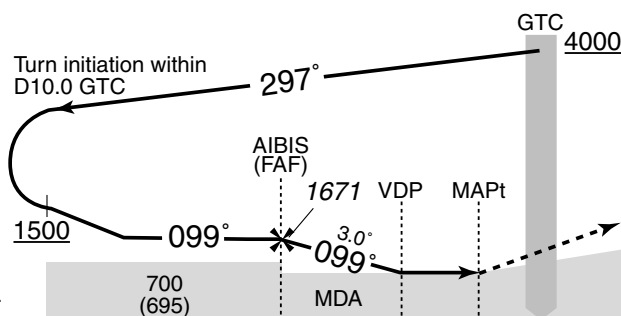 GTC
4000
Turn initiation within
D10.0 GTC
297°
AIBIS
(FAF)
1671
VDP
MAPt
1500
099°
3.0°
099°
700
(695)
MDA